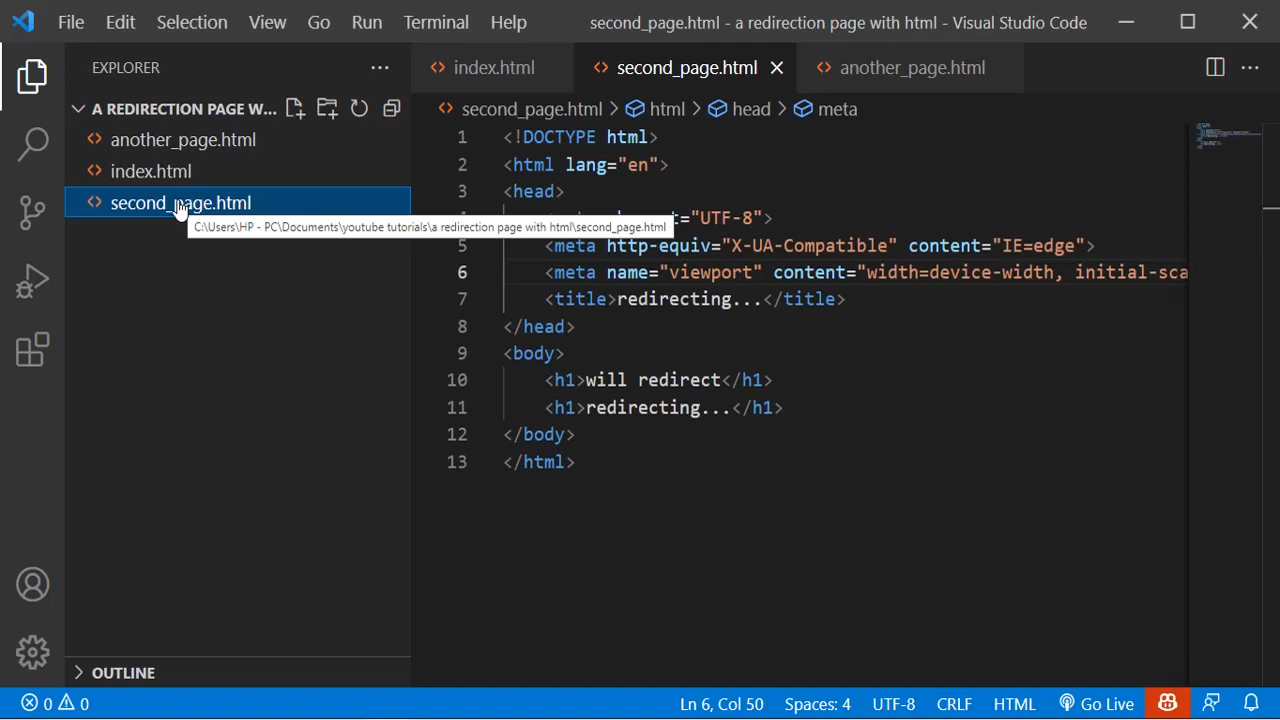 File Edit Selection View Go Run Terminal Help second_page.html - a redirection page with html - Visual Studio Code
EXPLORER
A REDIRECTION PAGE W...
another_page.html
index.html
second_page.html
C:\Users\HP - PC\Documents\youtube tutorials\a redirection page with html\second_page.html
OUTLINE
index.html second_page.html another_page.html
second_page.html > html > head > meta
1 <!DOCTYPE html>
2 <html lang="en">
3 <head>
="UTF-8">
5 <meta http-equiv="X-UA-Compatible" content="IE=edge">
6 <meta name="viewport" content="width=device-width, initial-sca
7 <title>redirecting...</title>
8 </head>
9 <body>
10 <h1>will redirect</h1>
11 <h1>redirecting...</h1>
12 </body>
13 </html>
0 0 Ln 6, Col 50 Spaces: 4 UTF-8 CRLF HTML Go Live